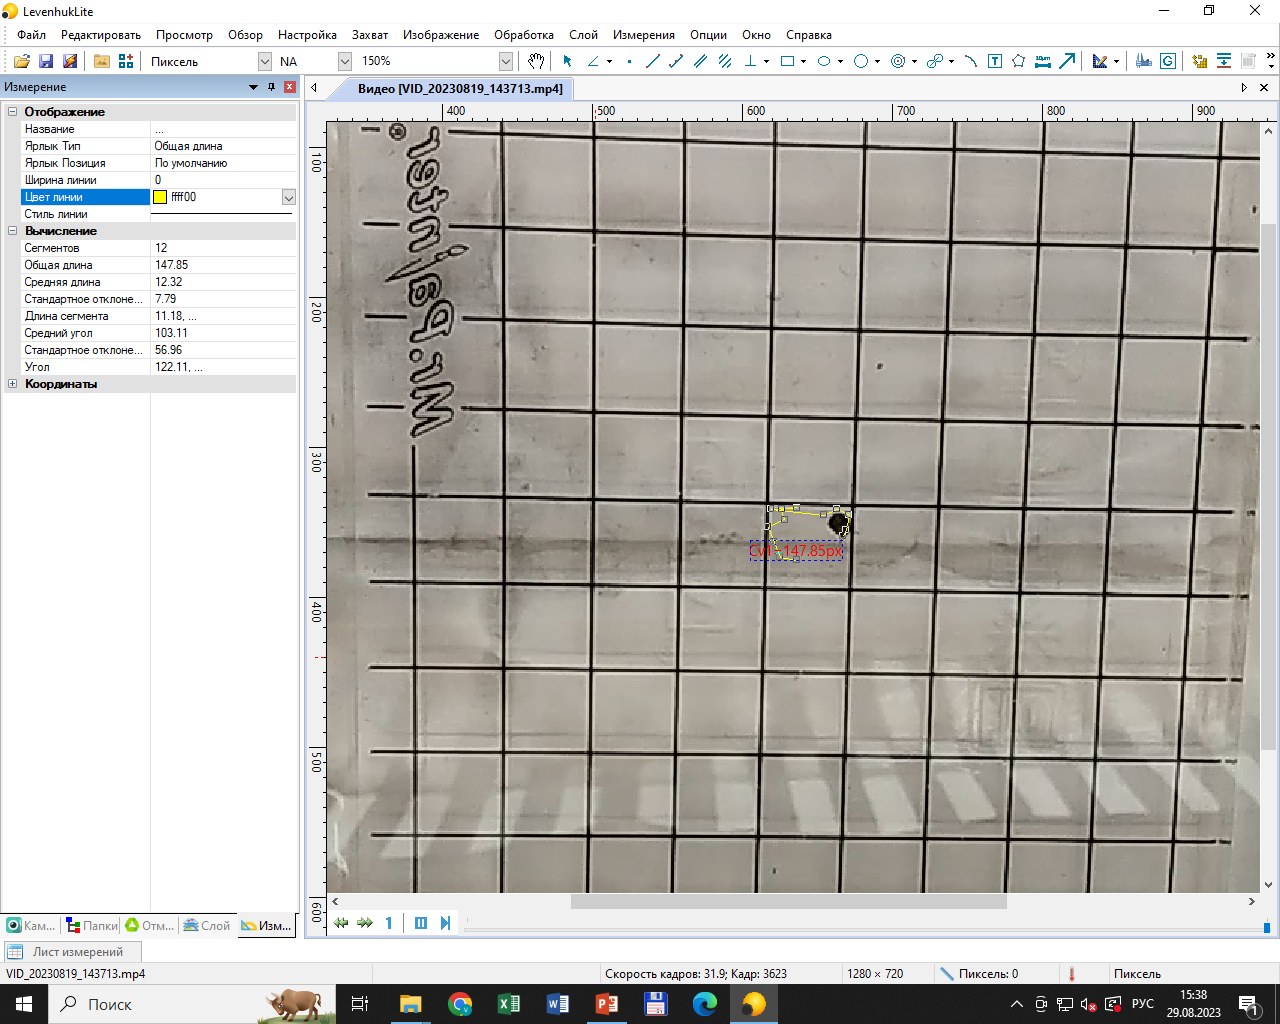 LevenhukLite
Файл Редактировать Просмотр Обзор Настройка Захват Изображение Обработка Слой Измерения Опции Окно Справка
Пиксель NA 150%
Измерение
Видео [VID_20230819_143713.mp4]
Отображение
Название ...
Ярлык Тип Общая длина
Ярлык Позиция По умолчанию
Ширина линии 0
Цвет линии ffff00
Стиль линии
Вычисление
Сегментов 12
Общая длина 147.85
Средняя длина 12.32
Стандартное отклоне... 7.79
Длина сегмента 11.18, ...
Средний угол 103.11
Стандартное отклоне... 56.96
Угол 122.11, ...
Координаты
400 500 600 700 800 900
100
200
300
400
500
600
Mr. Painter
Cv1= 147.85px
1
Кам... Папки Отм... Слой Изм...
Лист измерений
VID_20230819_143713.mp4 Скорость кадров: 31.9; Кадр: 3623 1280 × 720 Пиксель: 0 Пиксель
Поиск
РУС
15:38
29.08.2023
1